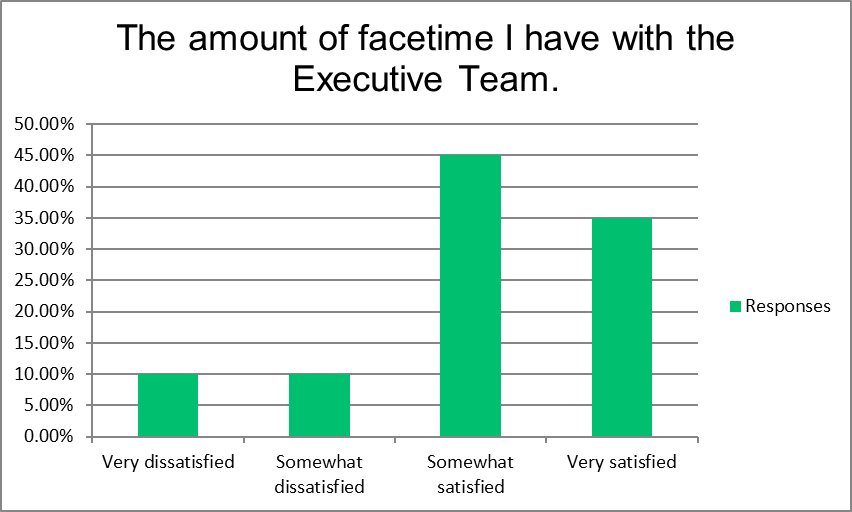 The amount of facetime I have with the
Executive Team.
50.00%
45.00%
40.00%
35.00%
30.00%
25.00%
20.00%
15.00%
10.00%
5.00%
0.00%
Very dissatisfied
Somewhat
dissatisfied
Somewhat
satisfied
Very satisfied
Responses